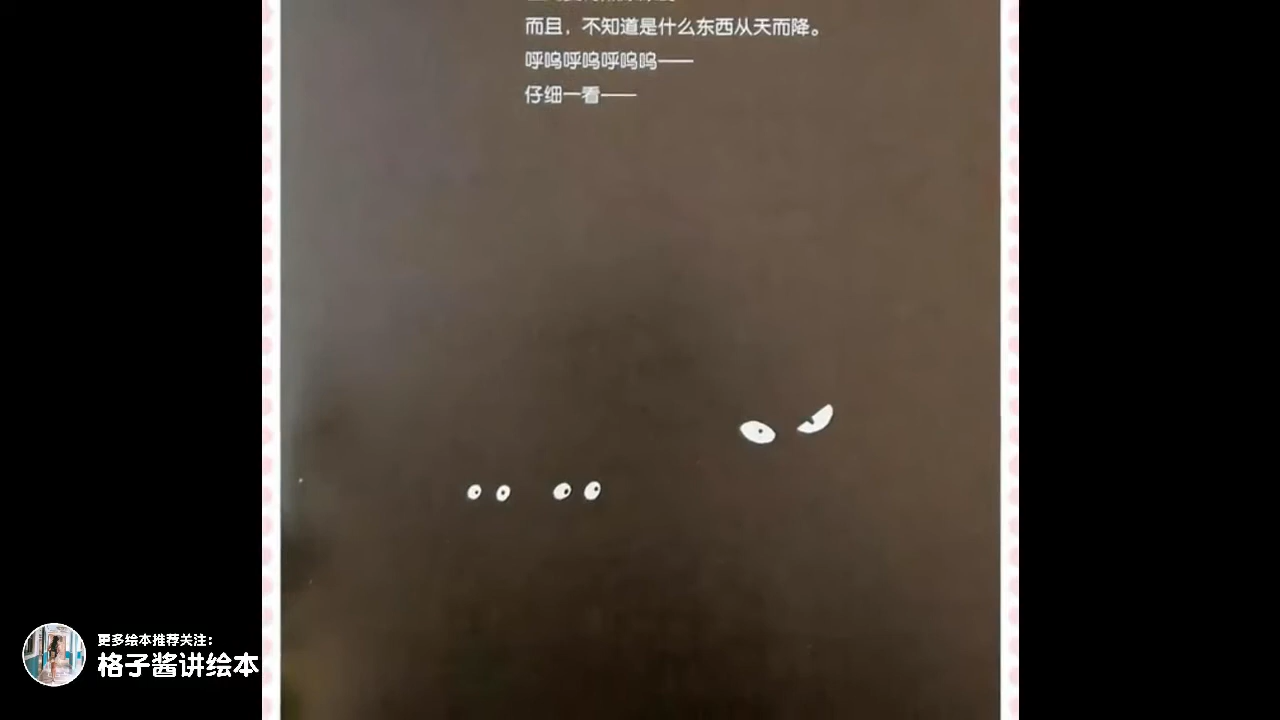 而且，不知道是什么东西从天而降。
呼呜呼呜呼呜呜——
仔细一看——
更多绘本推荐关注：
格子酱讲绘本